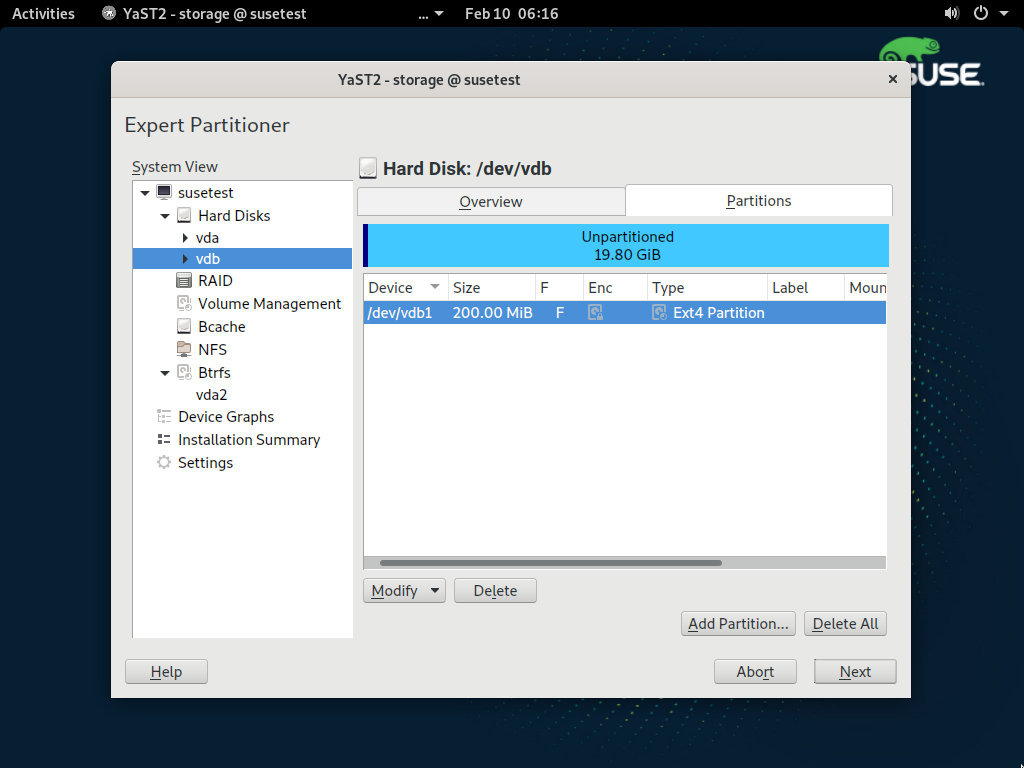 Activities YaST2 - storage @ susetest ... Feb 10 06:16
SUSE
YaST2 - storage @ susetest
Expert Partitioner
System View
susetest
Hard Disks
vda
vdb
RAID
Volume Management
Bcache
NFS
Btrfs
vda2
Device Graphs
Installation Summary
Settings
Hard Disk: /dev/vdb
Overview Partitions
Unpartitioned
19.80 GiB
Device Size F Enc Type Label Moun
/dev/vdb1 200.00 MiB F Ext4 Partition
Modify Delete
Add Partition... Delete All
Help Abort Next